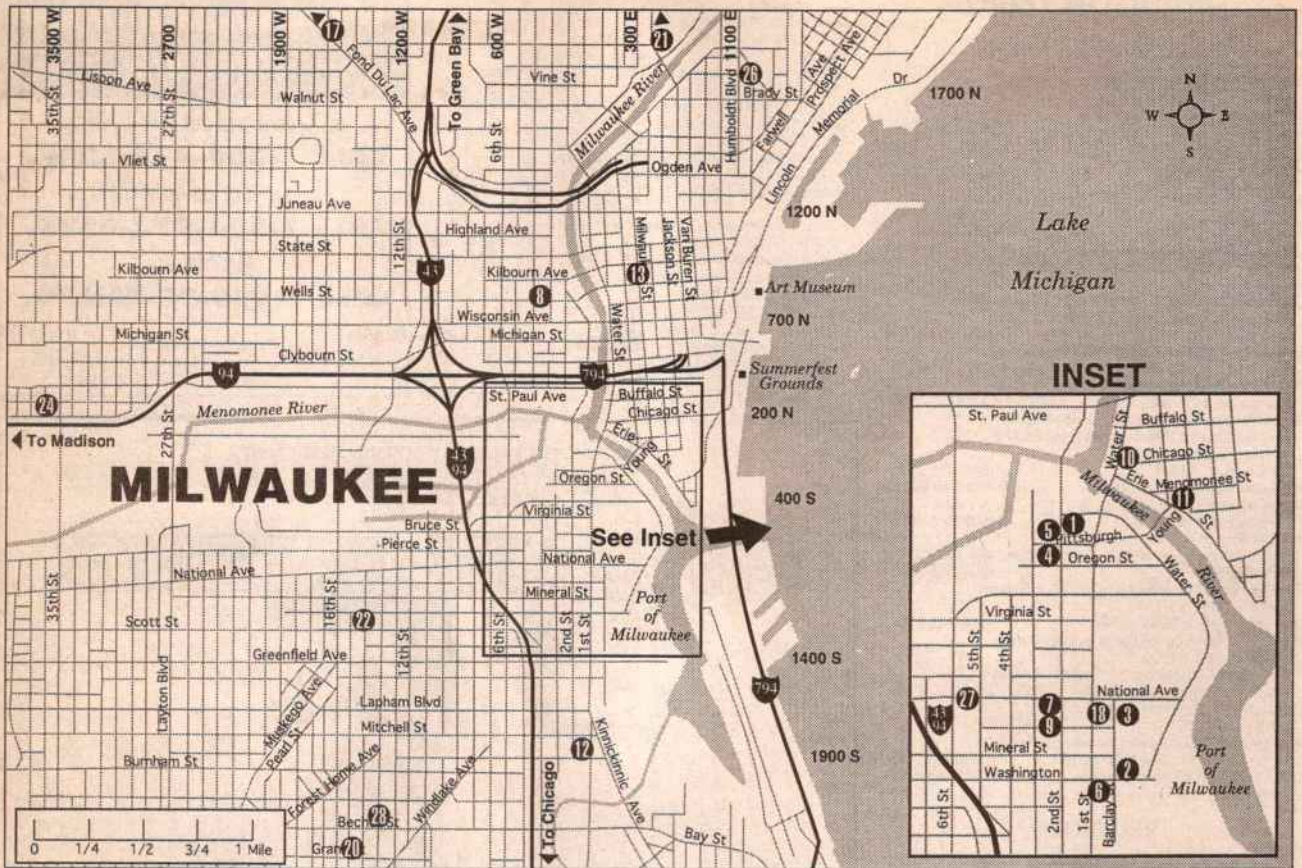 3500 W
2700
1900 W
1200 W
600 W
300 E
1100 E
17
21
26
To Green Bay
Fond Du Lac Ave
Lisbon Ave
35th St
27th St
Walnut St
Vine St
Milwaukee River
Humboldt Blvd
Brady St
Farwell Ave
Prospect Ave
Lincoln Memorial Dr
1700 N
N
W E
S
Vliet St
6th St
Ogden Ave
Juneau Ave
12th St
Highland Ave
1200 N
State St
Van Buren St
Jackson St
Lake
Michigan
Kilbourn Ave
43
Kilbourn Ave
13
Wells St
8
Art Museum
Wisconsin Ave
700 N
Michigan St
Michigan St
Water St
Clybourn St
94
794
Summerfest
Grounds
24
27th St
Menomonee River
St. Paul Ave
Buffalo St
Chicago St
200 N
To Madison
Erie
Young St
MILWAUKEE
43
94
Oregon St
Virginia St
400 S
Bruce St
Pierce St
See Inset
National Ave
National Ave
35th St
16th St
22
Mineral St
Port
of
Milwaukee
Scott St
12th St
6th St
2nd St
1st St
Greenfield Ave
1400 S
Layton Blvd
Muskego Ave
Pearl St
Lapham Blvd
794
Mitchell St
12
Kinnickinnic Ave
1900 S
Burnham St
Forest Home Ave
Windlake Ave
To Chicago
28
20
Bay St
0 1/4 1/2 3/4 1 Mile
INSET
St. Paul Ave
Water St
Buffalo St
10
Chicago St
Erie
Menomonee St
11
Milwaukee River
Young St
5
1
Pittsburgh
4
Oregon St
Water St
Virginia St
5th St
4th St
27
7
National Ave
43
94
18
3
9
Mineral St
Washington
2
6
6th St
2nd St
1st St
Port
of
Milwaukee